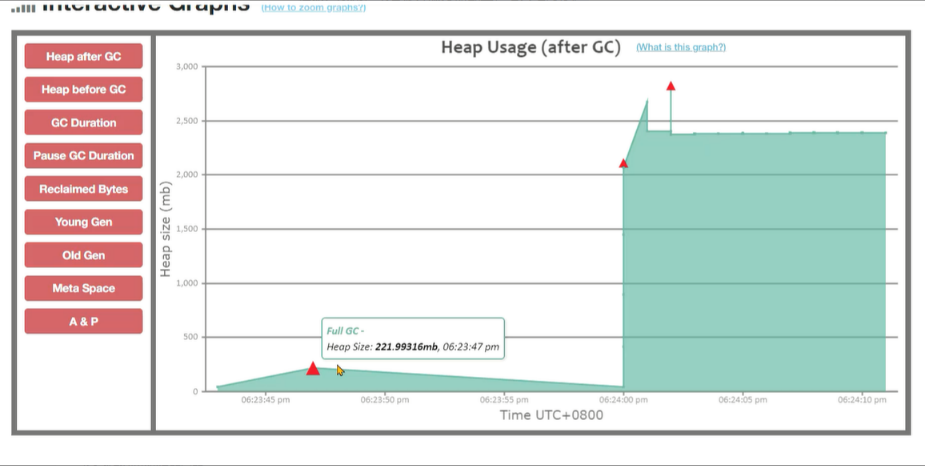 Interactive Graphs (How to zoom graphs?)
Heap after GC
Heap before GC
GC Duration
Pause GC Duration
Reclaimed Bytes
Young Gen
Old Gen
Meta Space
A & P
Heap Usage (after GC) (What is this graph?)
Heap size (mb)
3,000
2,500
2,000
1,500
1,000
500
0
Full GC -
Heap Size: 221.99316mb, 06:23:47 pm
06:23:45 pm 06:23:50 pm 06:23:55 pm 06:24:00 pm 06:24:05 pm 06:24:10 pm
Time UTC+0800